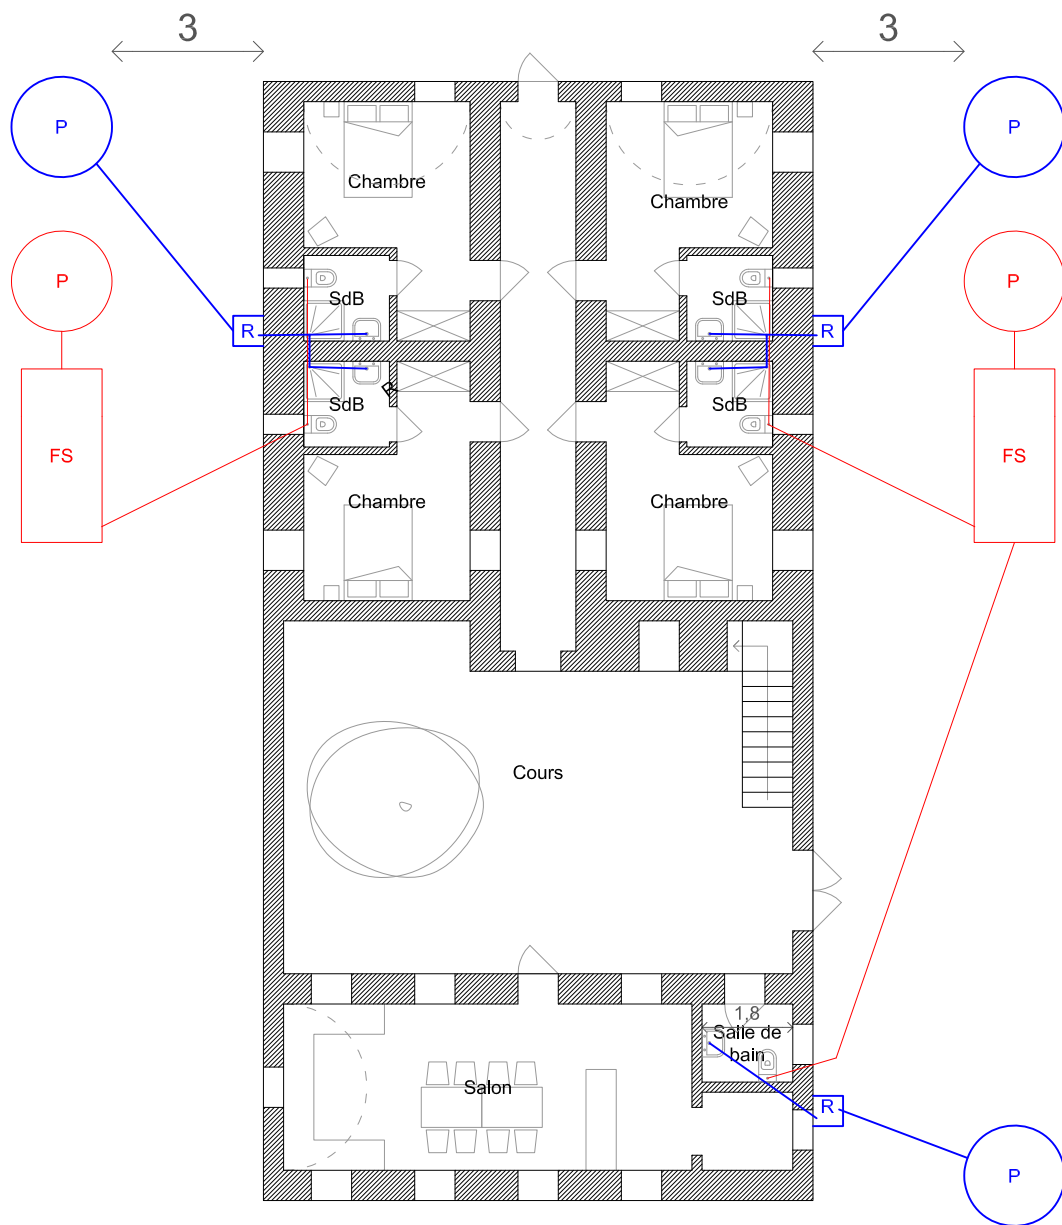 3
3
P
P
Chambre
Chambre
P
P
SdB
SdB
R
R
SdB
R
SdB
FS
FS
Chambre
Chambre
Cours
1,8
Salle de
bain
Salon
R
P